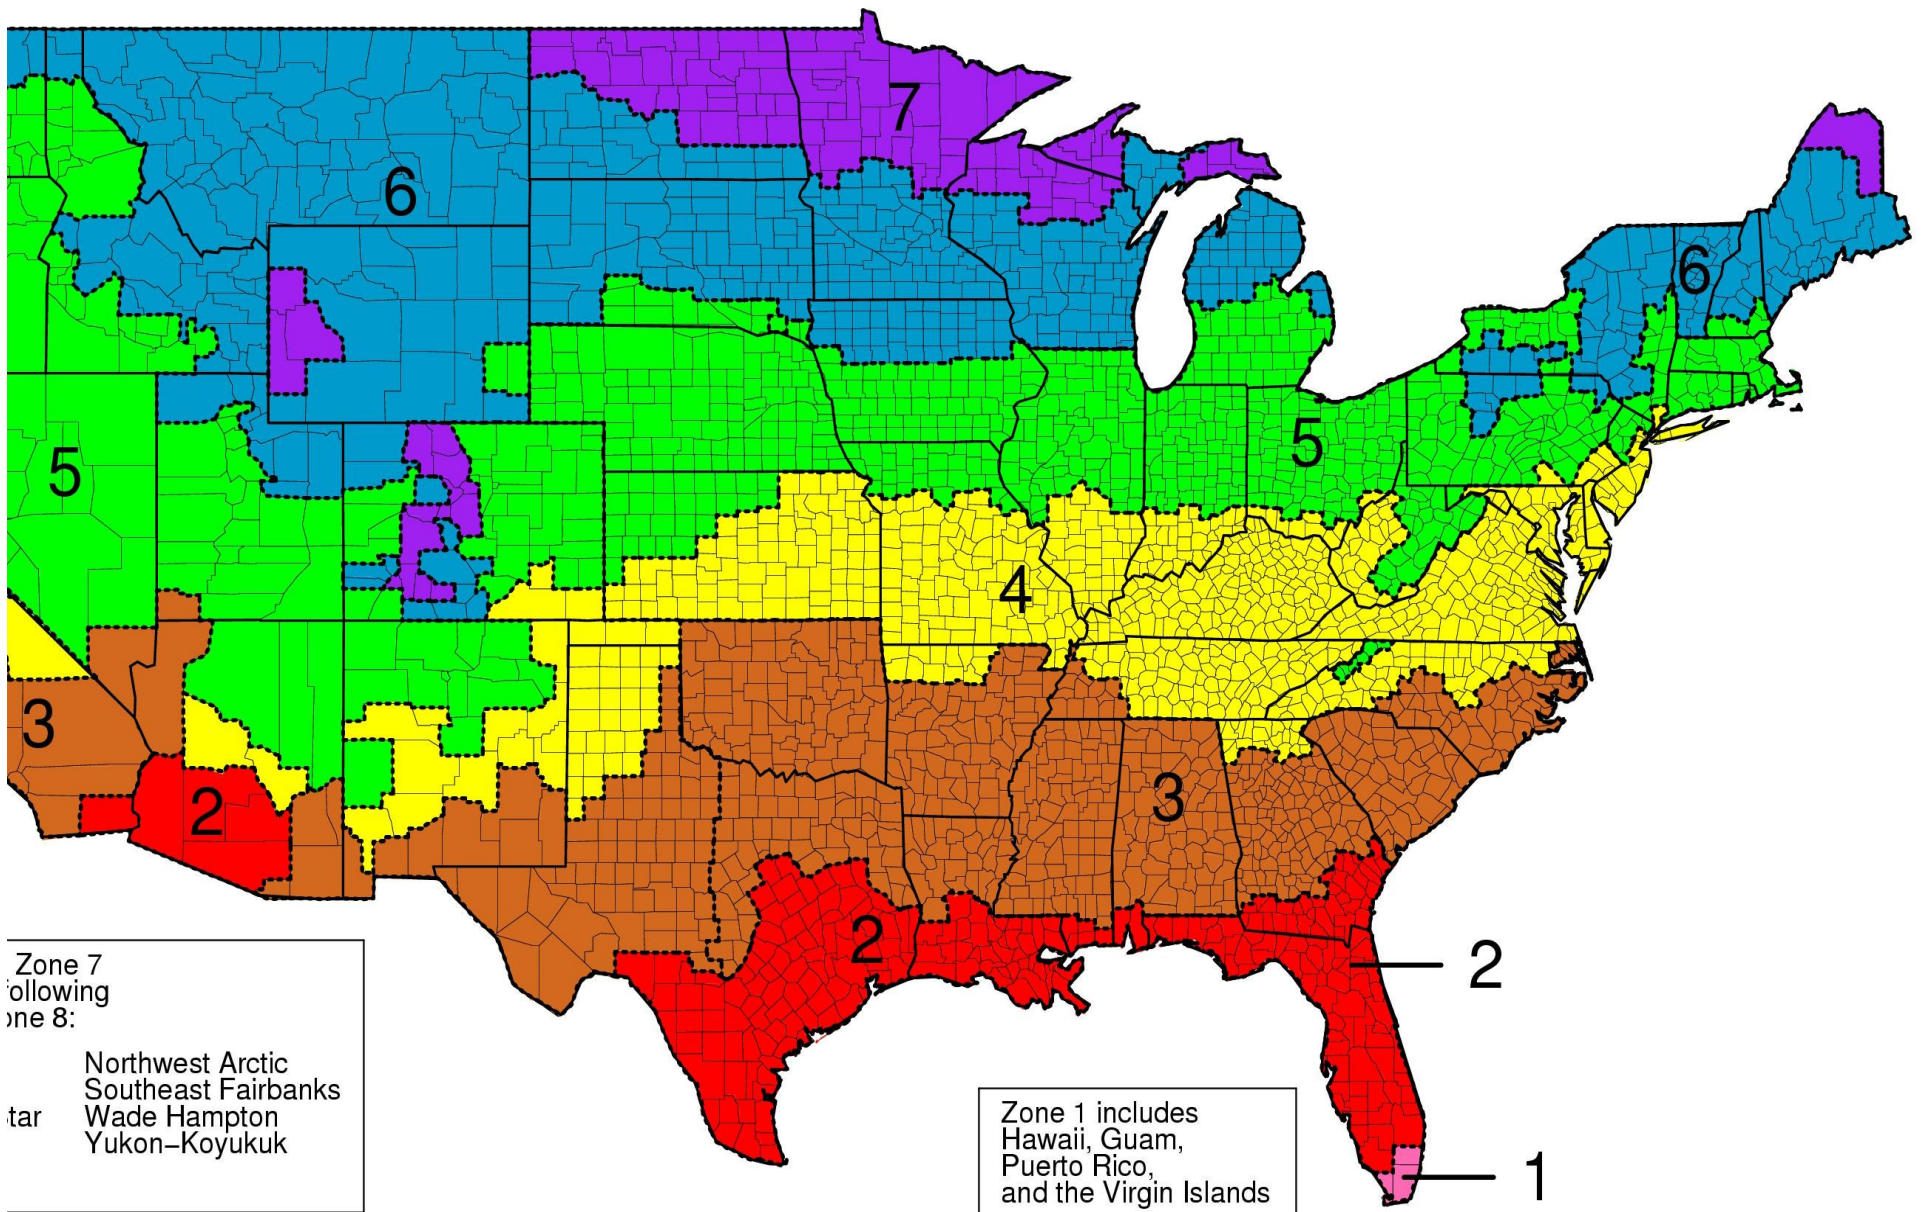 7
6
6
5
5
4
3
3
2
2
2
1
Zone 7
following
one 8:
Northwest Arctic
Southeast Fairbanks
tar Wade Hampton
Yukon–Koyukuk
Zone 1 includes
Hawaii, Guam,
Puerto Rico,
and the Virgin Islands